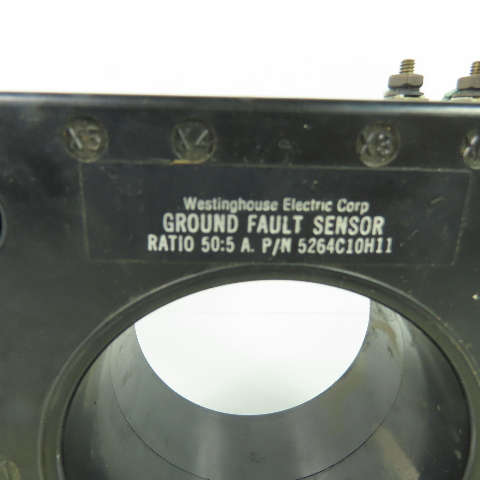 X5 X4 X3
Westinghouse Electric Corp
GROUND FAULT SENSOR
RATIO 50:5 A. P/N 5264C10H11